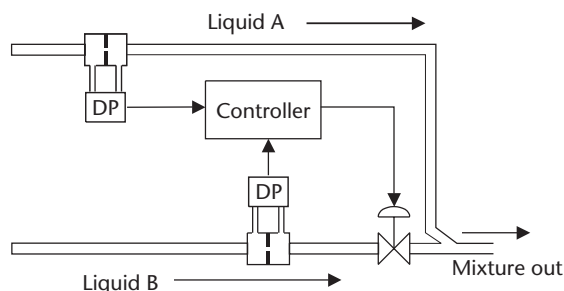 Liquid A
DP
Controller
DP
Mixture out
Liquid B